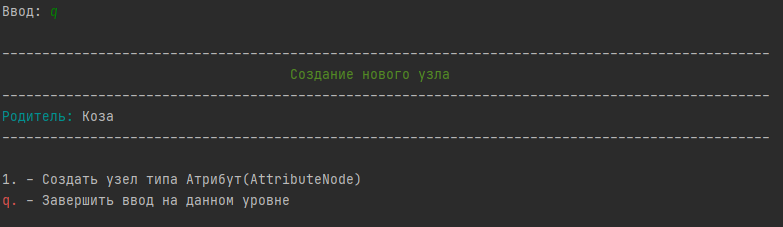 Ввод: q
------------------------------------------------------------------------------------------------
Создание нового узла
------------------------------------------------------------------------------------------------
Родитель: Коза
------------------------------------------------------------------------------------------------
1. – Создать узел типа Атрибут(AttributeNode)
q. – Завершить ввод на данном уровне